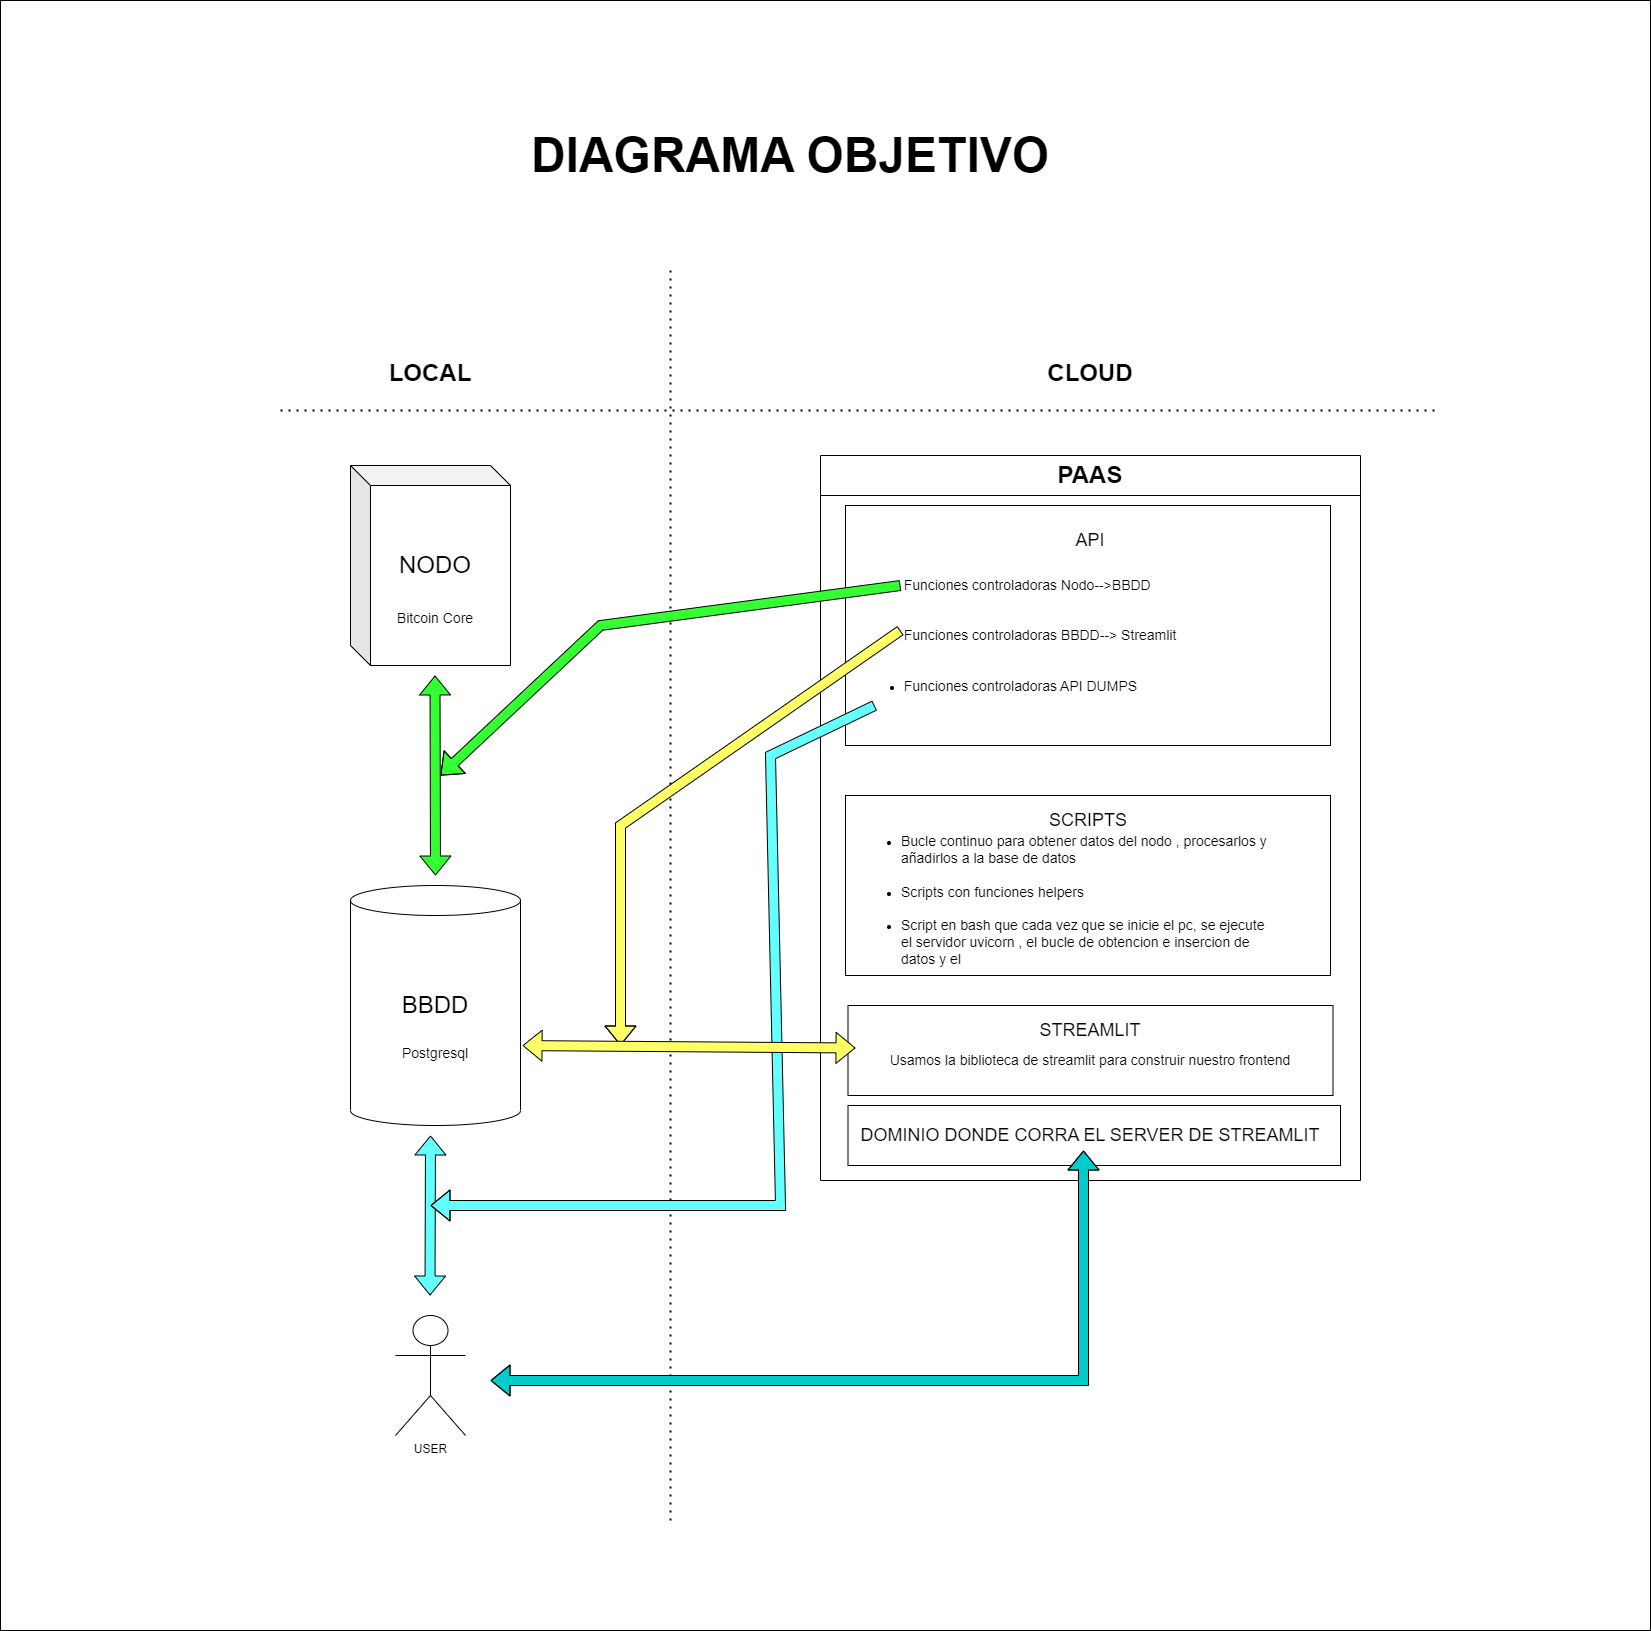 DIAGRAMA OBJETIVO
LOCAL
CLOUD
NODO
Bitcoin Core
BBDD
Postgresql
USER
PAAS
API
Funciones controladoras Nodo-->BBDD
Funciones controladoras BBDD--> Streamlit
• Funciones controladoras API DUMPS
SCRIPTS
• Bucle continuo para obtener datos del nodo , procesarlos y
añadirlos a la base de datos
• Scripts con funciones helpers
• Script en bash que cada vez que se inicie el pc, se ejecute
el servidor uvicorn , el bucle de obtencion e insercion de
datos y el
STREAMLIT
Usamos la biblioteca de streamlit para construir nuestro frontend
DOMINIO DONDE CORRA EL SERVER DE STREAMLIT